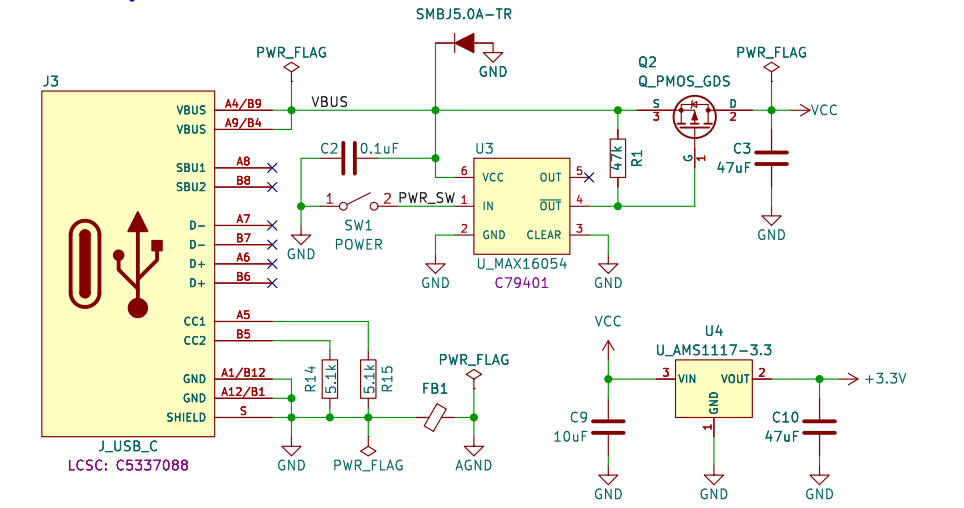 SMBJ5.0A-TR
GND
PWR_FLAG
PWR_FLAG
Q2
Q_PMOS_GDS
J3
VBUS A4/B9 VBUS
S 3 D 2 VCC
VBUS A9/B4
G 1
47k R1
C3
47uF
GND
C2 0.1uF
U3
SBU1 A8
SBU2 B8
6 VCC OUT 5
1 2 PWR_SW 1 IN OUT 4
SW1
POWER
GND
2 GND CLEAR 3
GND
GND
U_MAX16054
C79401
D- A7
D- B7
D+ A6
D+ B6
CC1 A5
CC2 B5
R14 5.1k
5.1k R15
GND A1/B12
GND A12/B1
SHIELD S
PWR_FLAG
FB1
GND
PWR_FLAG
AGND
J_USB_C
LCSC: C5337088
VCC
U4
U_AMS1117-3.3
3 VIN VOUT 2 +3.3V
GND
1
C9
10uF
C10
47uF
GND
GND
GND